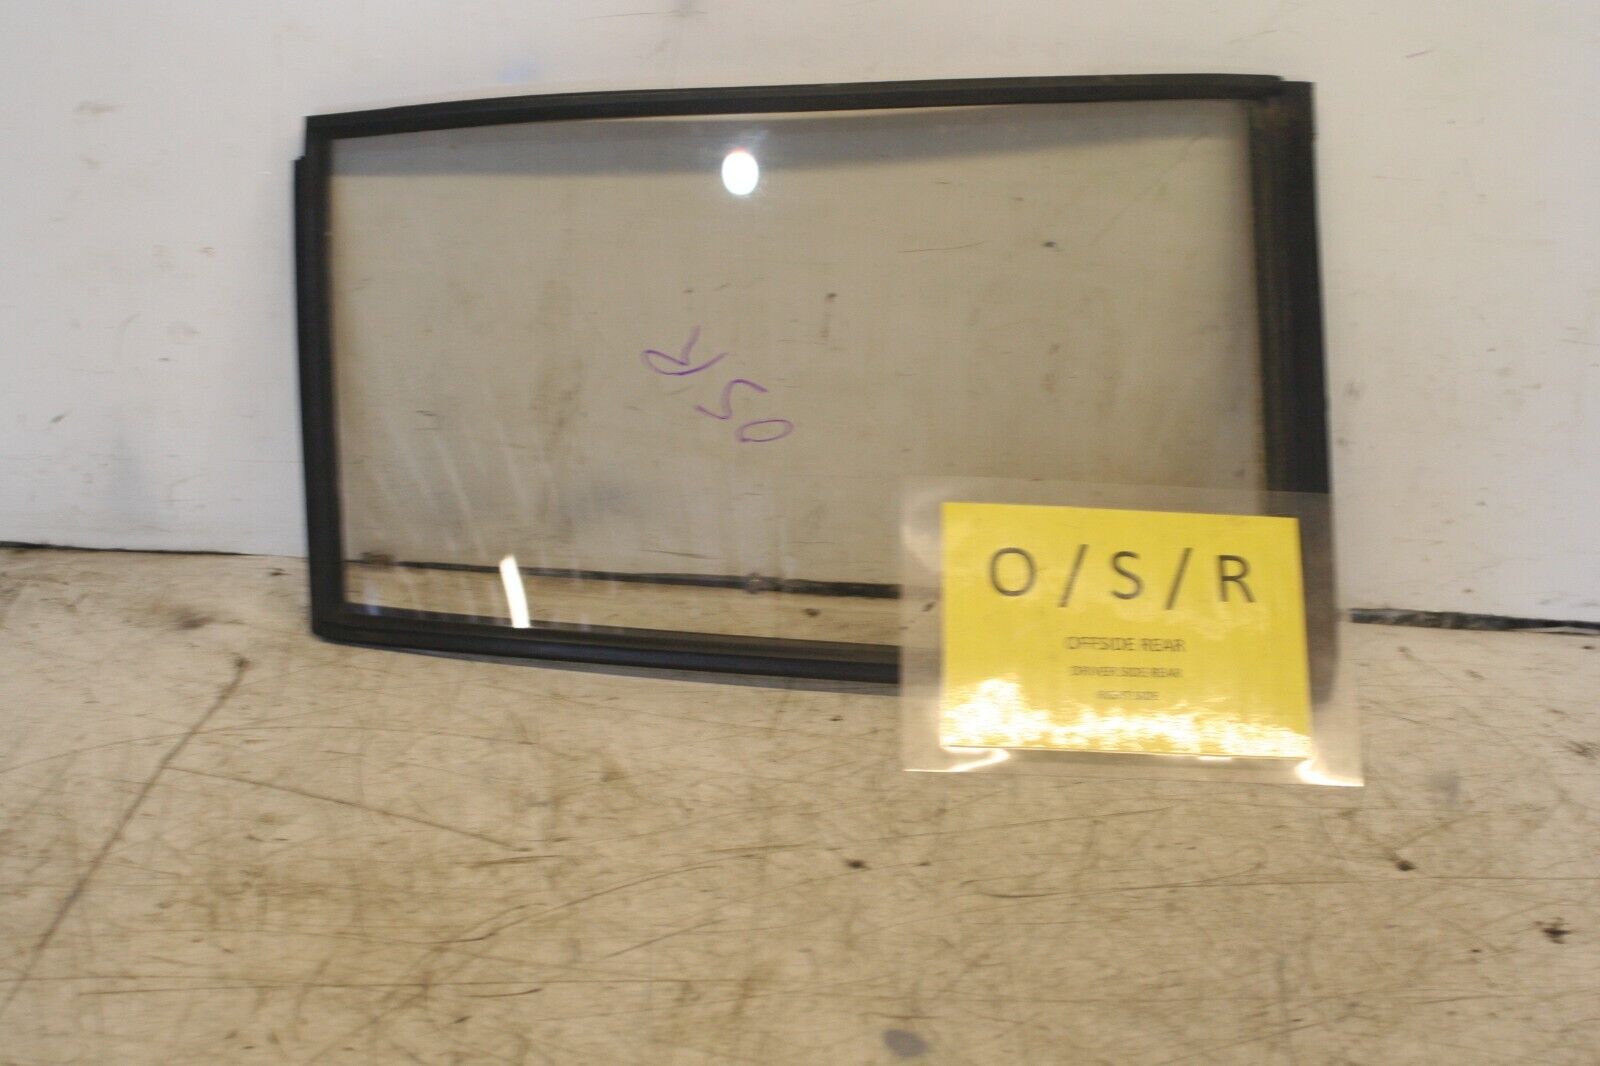 OSR
O/S/R
OFFSIDE REAR
DRIVER SIDE REAR
RIGHT SIDE